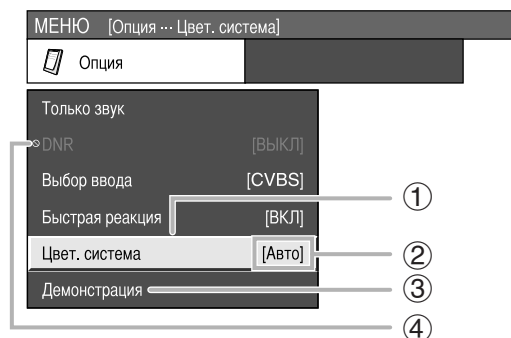 МЕНЮ [Опция ··· Цвет. система]
Опция
Только звук
DNR [ВЫКЛ]
Выбор ввода [CVBS]
Быстрая реакция [ВКЛ]
Цвет. система [Авто]
Демонстрация
①
②
③
④